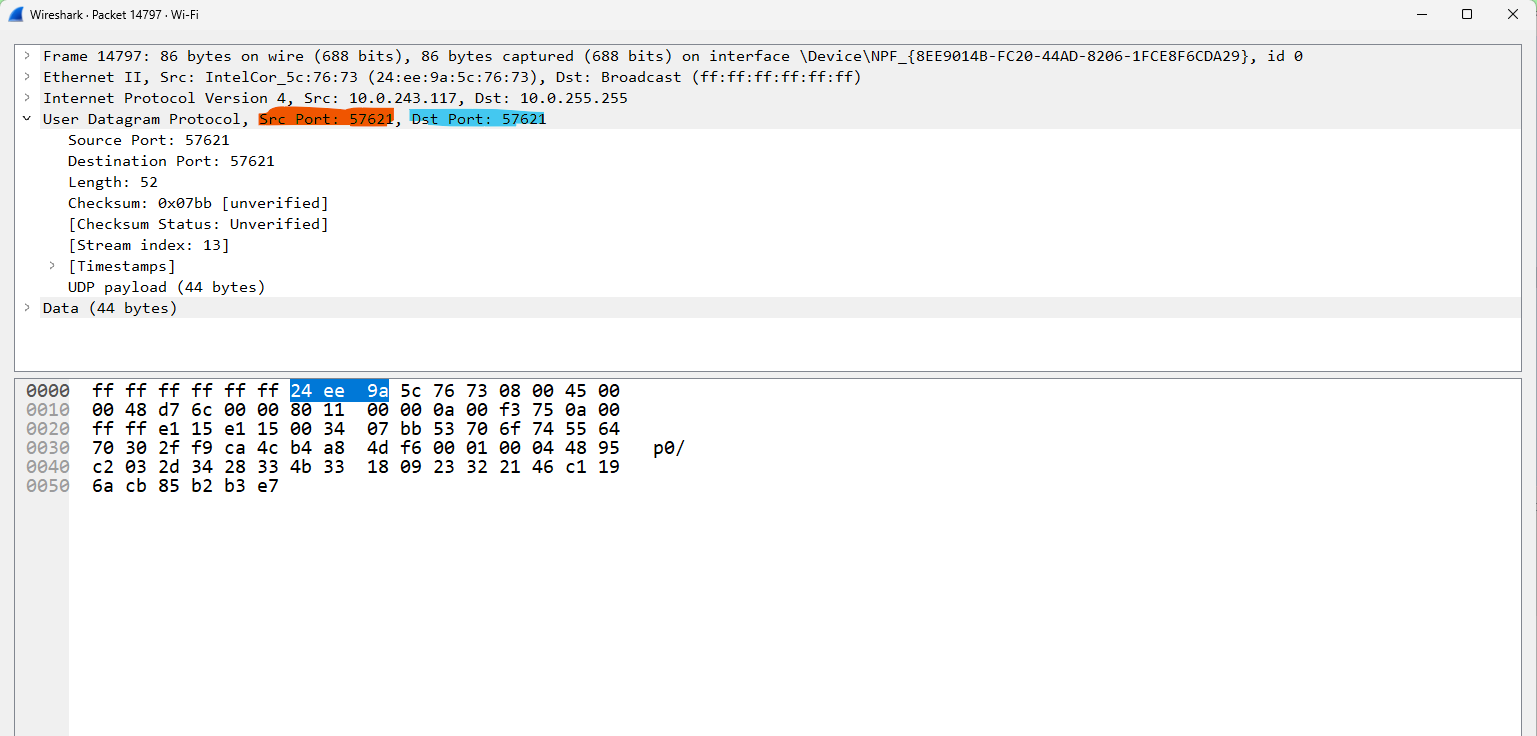 Wireshark · Packet 14797 · Wi-Fi
Frame 14797: 86 bytes on wire (688 bits), 86 bytes captured (688 bits) on interface \Device\NPF_{8EE9014B-FC20-44AD-8206-1FCE8F6CDA29}, id 0
Ethernet II, Src: IntelCor_5c:76:73 (24:ee:9a:5c:76:73), Dst: Broadcast (ff:ff:ff:ff:ff:ff)
Internet Protocol Version 4, Src: 10.0.243.117, Dst: 10.0.255.255
User Datagram Protocol, Src Port: 57621, Dst Port: 57621
Source Port: 57621
Destination Port: 57621
Length: 52
Checksum: 0x07bb [unverified]
[Checksum Status: Unverified]
[Stream index: 13]
[Timestamps]
UDP payload (44 bytes)
Data (44 bytes)
0000 ff ff ff ff ff ff 24 ee 9a 5c 76 73 08 00 45 00
0010 00 48 d7 6c 00 00 80 11 00 00 0a 00 f3 75 0a 00
0020 ff ff e1 15 e1 15 00 34 07 bb 53 70 6f 74 55 64
0030 70 30 2f f9 ca 4c b4 a8 4d f6 00 01 00 04 48 95 p0/
0040 c2 03 2d 34 28 33 4b 33 18 09 23 32 21 46 c1 19
0050 6a cb 85 b2 b3 e7